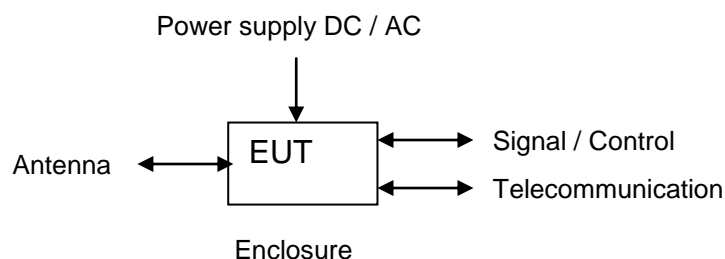 Power supply DC / AC
EUT
Signal / Control
Antenna
Telecommunication
Enclosure